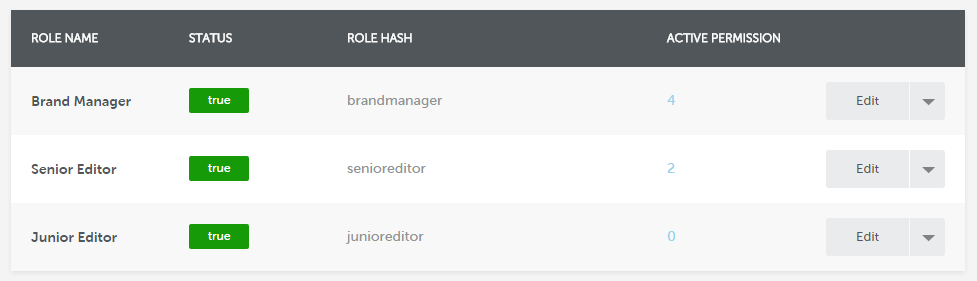 ROLE NAME STATUS ROLE HASH ACTIVE PERMISSION
Brand Manager true brandmanager 4 Edit
Senior Editor true senioreditor 2 Edit
Junior Editor true junioreditor 0 Edit